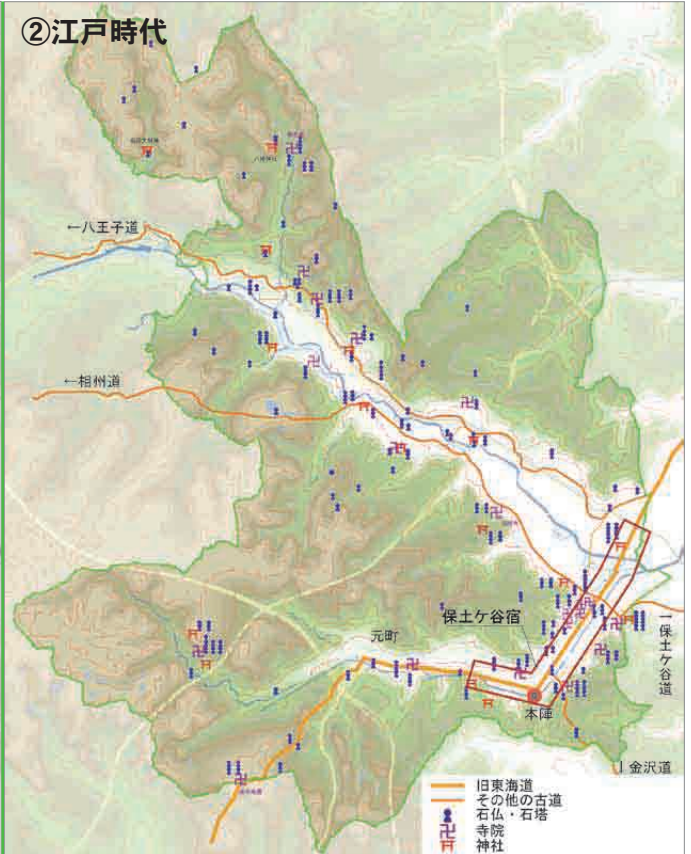 ②江戸時代
←八王子道
←相州道
元町
保土ケ谷宿
本陣
↑保土ケ谷道
金沢道
旧東海道
その他の古道
石仏・石塔
寺院
神社